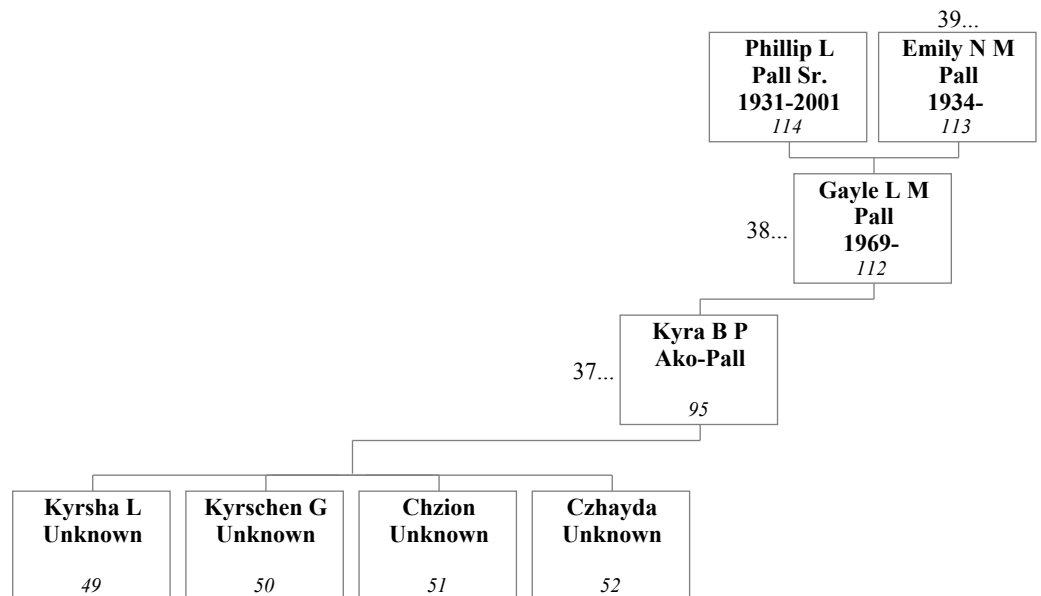 39...
Phillip L
Pall Sr.
1931-2001
114
Emily N M
Pall
1934-
113
38...
Gayle L M
Pall
1969-
112
37...
Kyra B P
Ako-Pall
95
Kyrsha L
Unknown
49
Kyrschen G
Unknown
50
Chzion
Unknown
51
Czhayda
Unknown
52